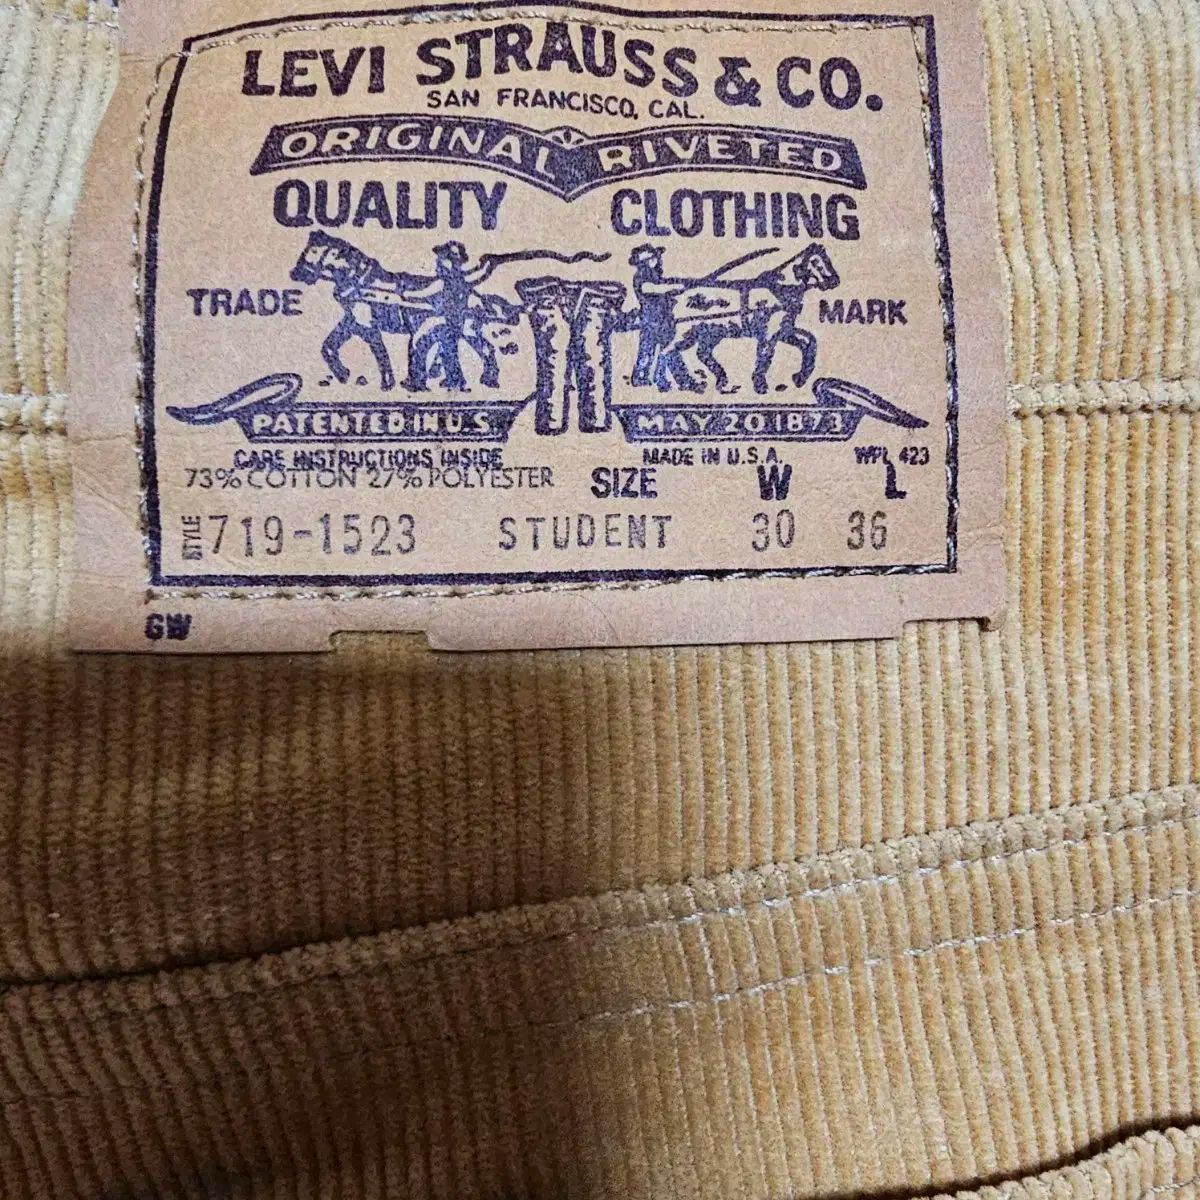 LEVI STRAUSS & CO.
SAN FRANCISCO, CAL.
ORIGINAL RIVETED
QUALITY CLOTHING
TRADE MARK
PATENTED IN U.S. MAY 20 1873
CARE INSTRUCTIONS INSIDE MADE IN U.S.A. WPL 423
73% COTTON 27% POLYESTER SIZE W L
STYLE 719-1523 STUDENT 30 36
GW